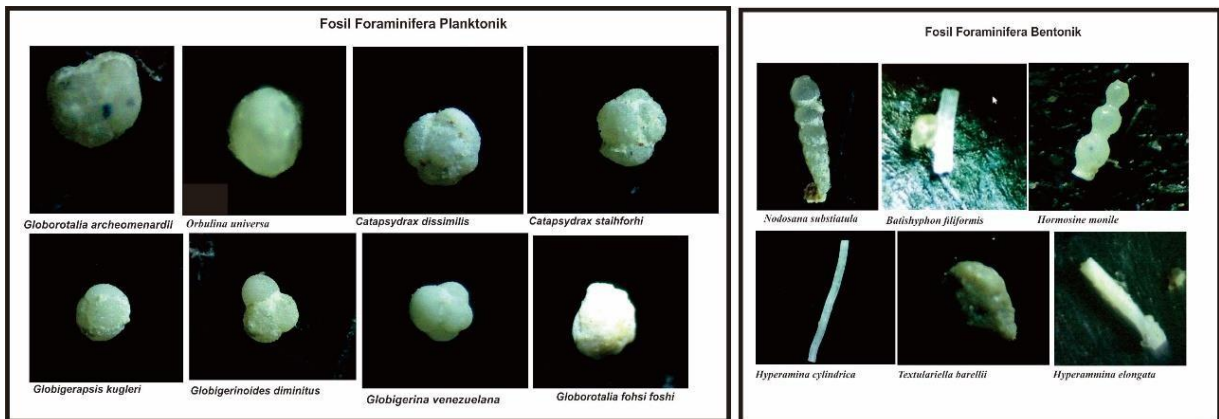 Fosil Foraminifera Planktonik
Globorotalia archeomenardii
Orbulina universa
Catapsydrax dissimilis
Catapsydrax staihforhi
Globigerapsis kugleri
Globigerinoides diminitus
Globigerina venezuelana
Globorotalia fohsi foshi
Fosil Foraminifera Bentonik
Nodosana substiatula
Batishyphon filiformis
Hormosine monile
Hyperamina cylindrica
Textulariella barellii
Hyperammina elongata